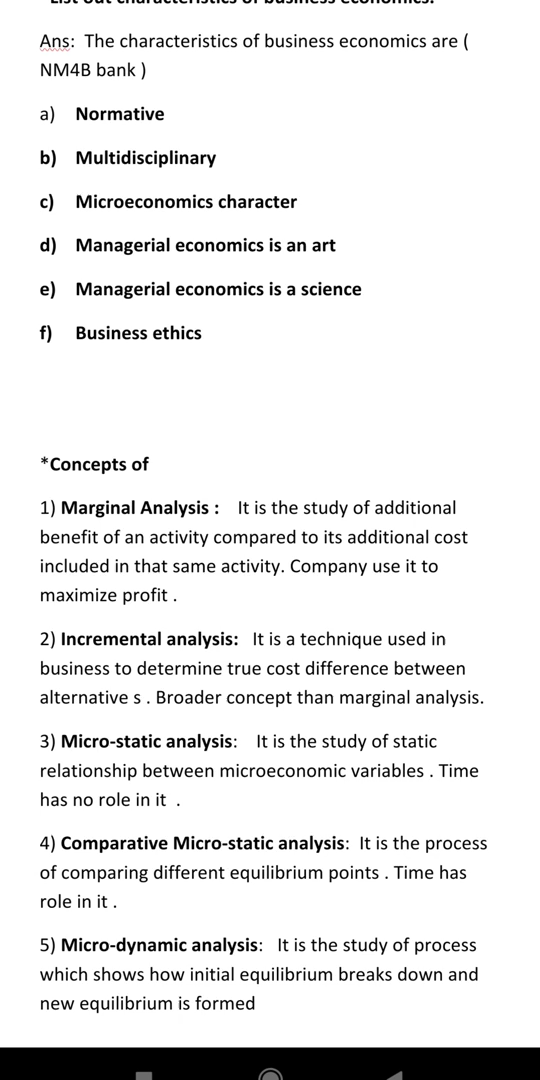 List out characteristics of business economics.
Ans:  The characteristics of business economics are (
NM4B bank )
a)   Normative
b)   Multidisciplinary
c)   Microeconomics character
d)   Managerial economics is an art
e)   Managerial economics is a science
f)   Business ethics
*Concepts of
1) Marginal Analysis :   It is the study of additional
benefit of an activity compared to its additional cost
included in that same activity. Company use it to
maximize profit .
2) Incremental analysis:   It is a technique used in
business to determine true cost difference between
alternative s . Broader concept than marginal analysis.
3) Micro-static analysis:   It is the study of static
relationship between microeconomic variables . Time
has no role in it  .
4) Comparative Micro-static analysis:  It is the process
of comparing different equilibrium points . Time has
role in it .
5) Micro-dynamic analysis:   It is the study of process
which shows how initial equilibrium breaks down and
new equilibrium is formed